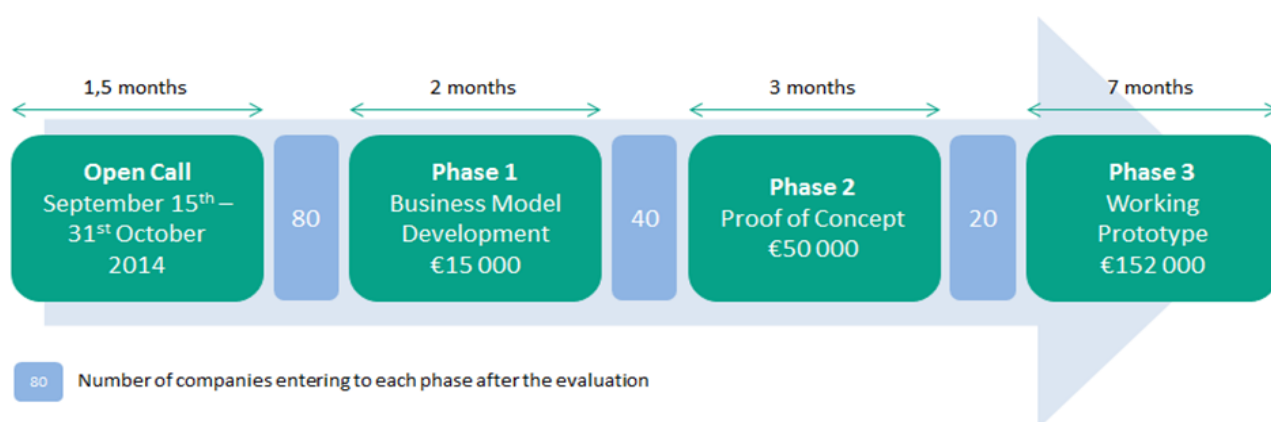 1,5 months
2 months
3 months
7 months
Open Call
September 15th –
31st October
2014
80
Phase 1
Business Model
Development
€15 000
40
Phase 2
Proof of Concept
€50 000
20
Phase 3
Working
Prototype
€152 000
80
Number of companies entering to each phase after the evaluation